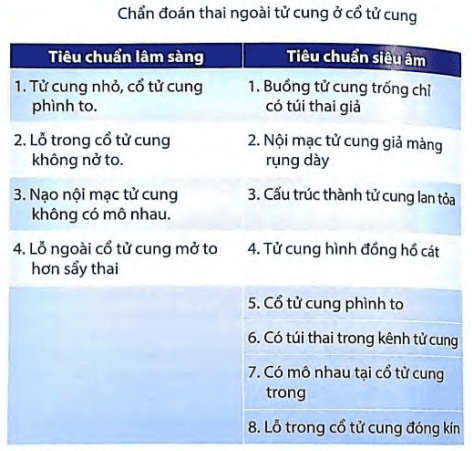 Chẩn đoán thai ngoài tử cung ở cổ tử cung
Tiêu chuẩn lâm sàng
Tiêu chuẩn siêu âm
1. Tử cung nhỏ, cổ tử cung
phình to.
1. Buồng tử cung trống chỉ
có túi thai giả
2. Lỗ trong cổ tử cung
không nở to.
2. Nội mạc tử cung giả màng
rụng dày
3. Nạo nội mạc tử cung
không có mô nhau.
3. Cấu trúc thành tử cung lan tỏa
4. Lỗ ngoài cổ tử cung mở to
hơn sẩy thai
4. Tử cung hình đồng hồ cát
5. Cổ tử cung phình to
6. Có túi thai trong kênh tử cung
7. Có mô nhau tại cổ tử cung
trong
8. Lỗ trong cổ tử cung đóng kín